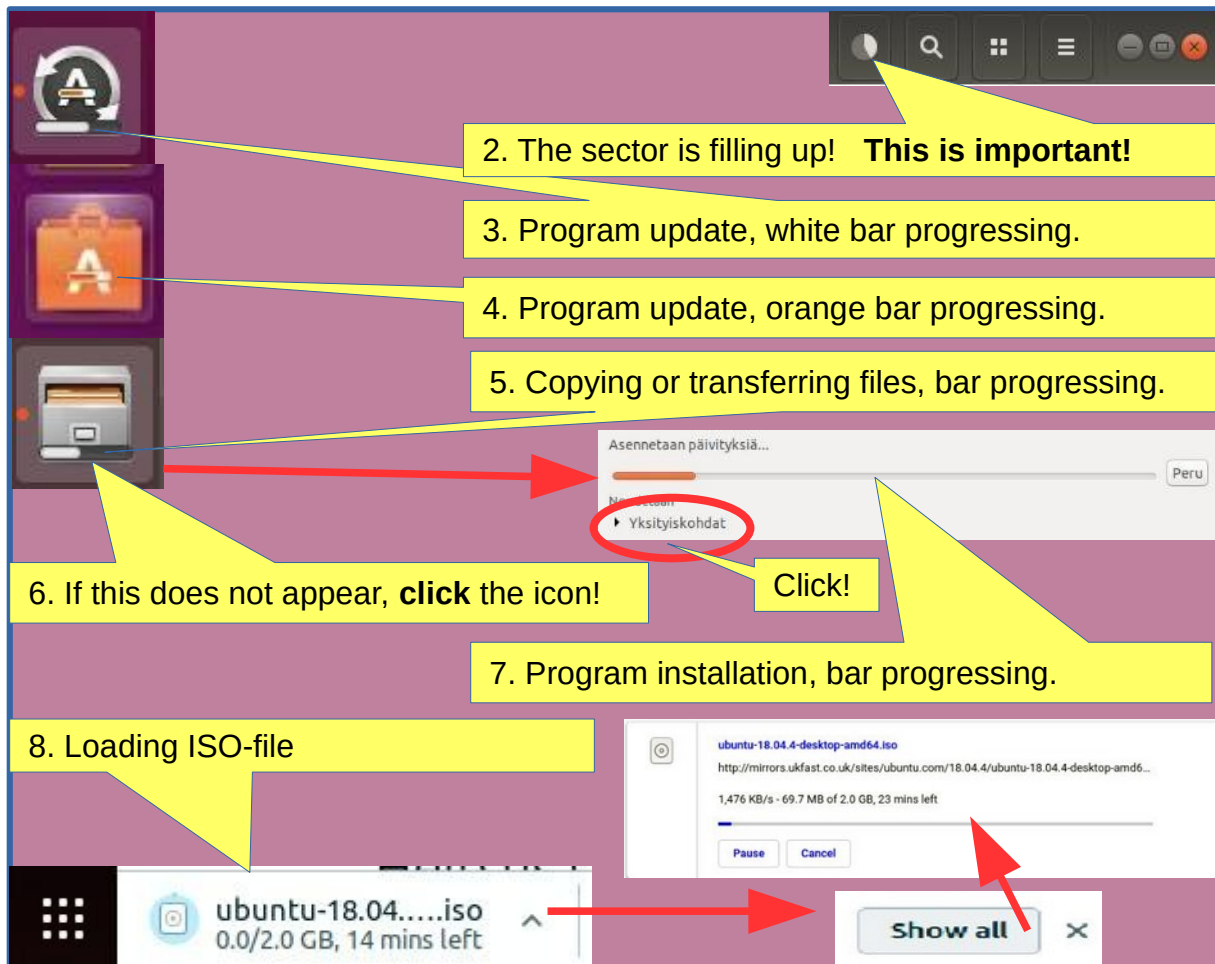 2. The sector is filling up! This is important!
3. Program update, white bar progressing.
4. Program update, orange bar progressing.
5. Copying or transferring files, bar progressing.
Asennetaan päivityksiä...
Peru
Yksityiskohdat
6. If this does not appear, click the icon!
Click!
7. Program installation, bar progressing.
8. Loading ISO-file
ubuntu-18.04.4-desktop-amd64.iso
http://mirrors.ukfast.co.uk/sites/ubuntu.com/18.04.4/ubuntu-18.04.4-desktop-amd6...
1,476 KB/s - 69.7 MB of 2.0 GB, 23 mins left
Pause Cancel
ubuntu-18.04.....iso
0.0/2.0 GB, 14 mins left
Show all